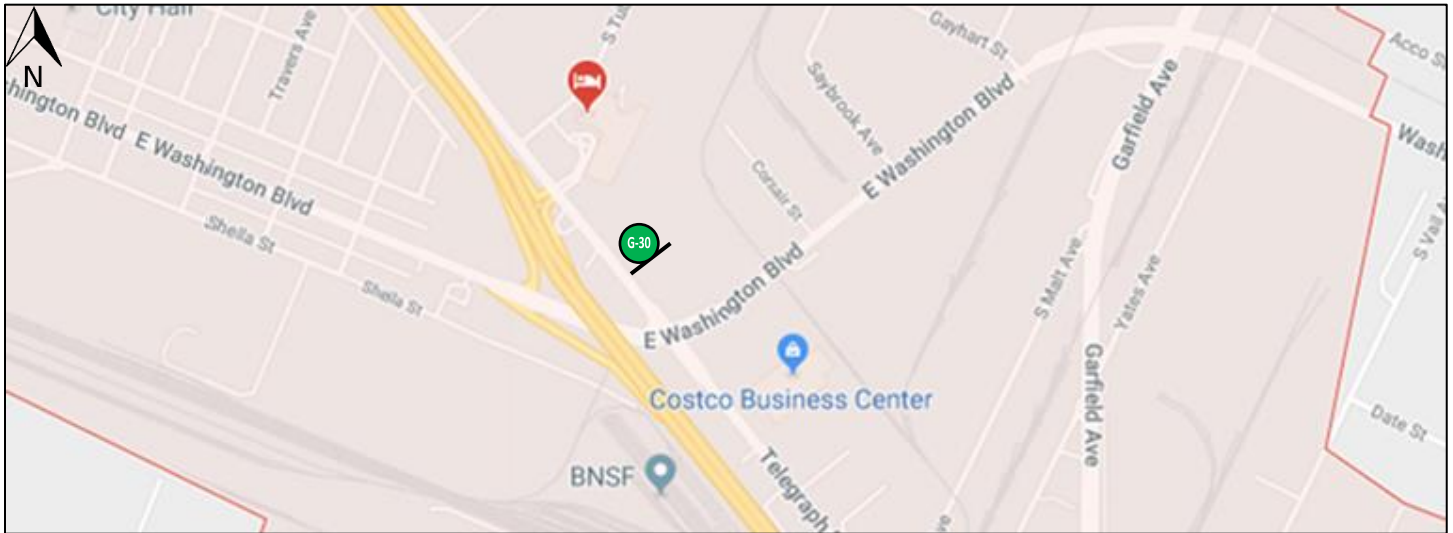 City Hall
N
Travers Ave
S Tu
Gayhart St
Saybrook Ave
Acco S
hington Blvd
E Washington Blvd
E Washington Blvd
Garfield Ave
Wash
Corsair St
G-30
Sheila St
Sheila St
S Vail A
S Malt Ave
Yates Ave
E Washington Blvd
Costco Business Center
Garfield Ave
Date St
BNSF
Telegraph
ve